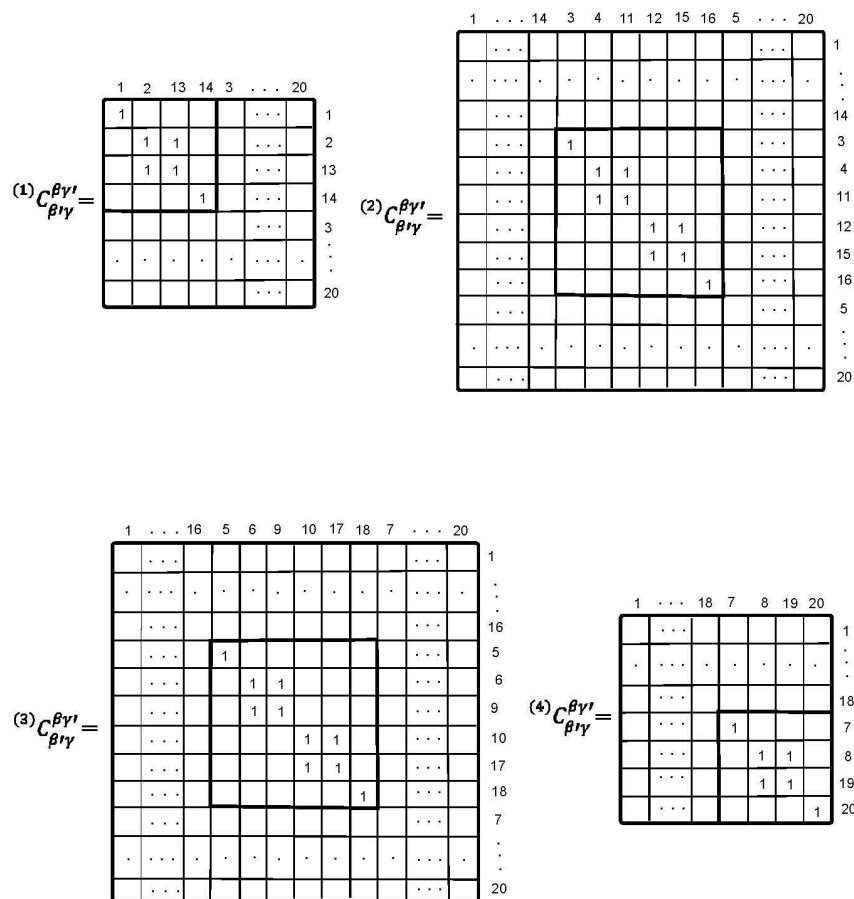 1 2 13 14 3 . . . 20
1 . . . 1
1 1 . . . 2
1 1 . . . 13
⁽¹⁾C^{βγ′}_{β′γ} = 1 . . . 14
. . . 3
. . . . . . . . . :
. . . 20
1 . . . 14 3 4 11 12 15 16 5 . . . 20
. . . . . . 1
. . . . . . . . . . . . . . . :
. . . . . . 14
. . . 1 . . . 3
. . . 1 1 . . . 4
. . . 1 1 . . . 11
⁽²⁾C^{βγ′}_{β′γ} = . . . 1 1 . . . 12
. . . 1 1 . . . 15
. . . 1 . . . 16
. . . . . . 5
. . . . . . . . . . . . . . . :
. . . . . . 20
1 . . . 16 5 6 9 10 17 18 7 . . . 20
. . . . . . 1
. . . . . . . . . . . . . . . :
. . . . . . 16
. . . 1 . . . 5
. . . 1 1 . . . 6
. . . 1 1 . . . 9
⁽³⁾C^{βγ′}_{β′γ} = . . . 1 1 . . . 10
. . . 1 1 . . . 17
. . . 1 . . . 18
. . . . . . 7
. . . . . . . . . . . . . . . :
. . . . . . 20
1 . . . 18 7 8 19 20
. . . 1
. . . . . . . . . :
. . . 18
⁽⁴⁾C^{βγ′}_{β′γ} = . . . 1 7
. . . 1 1 8
. . . 1 1 19
. . . 1 20